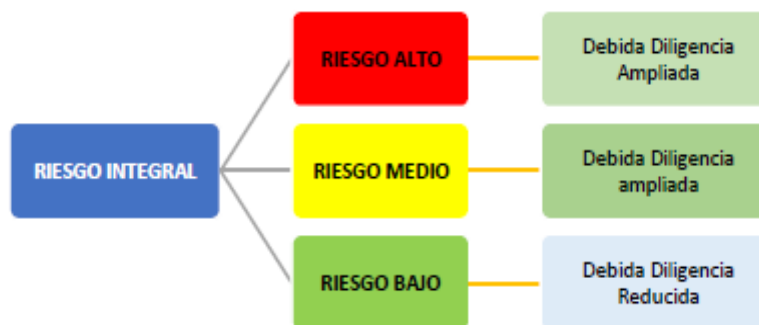 RIESGO INTEGRAL
RIESGO ALTO
Debida Diligencia
Ampliada
RIESGO MEDIO
Debida Diligencia
ampliada
RIESGO BAJO
Debida Diligencia
Reducida